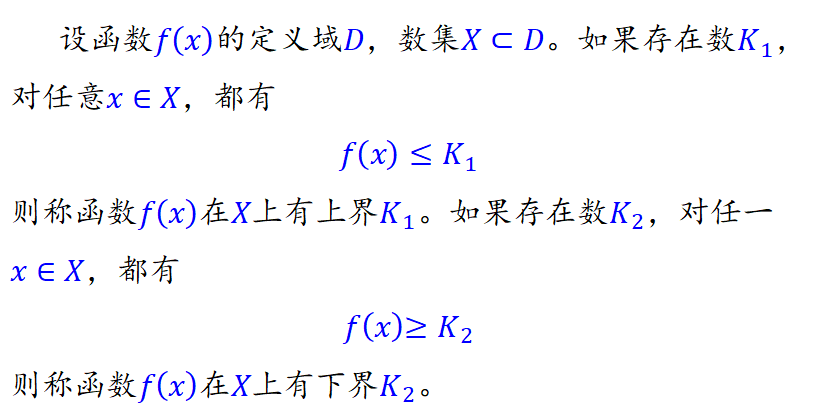 设函数f(x)的定义域D，数集X ⊂ D。如果存在数K₁，
对任意x ∈ X，都有
f(x) ≤ K₁
则称函数f(x)在X上有上界K₁。如果存在数K₂，对任一
x ∈ X，都有
f(x)≥ K₂
则称函数f(x)在X上有下界K₂。